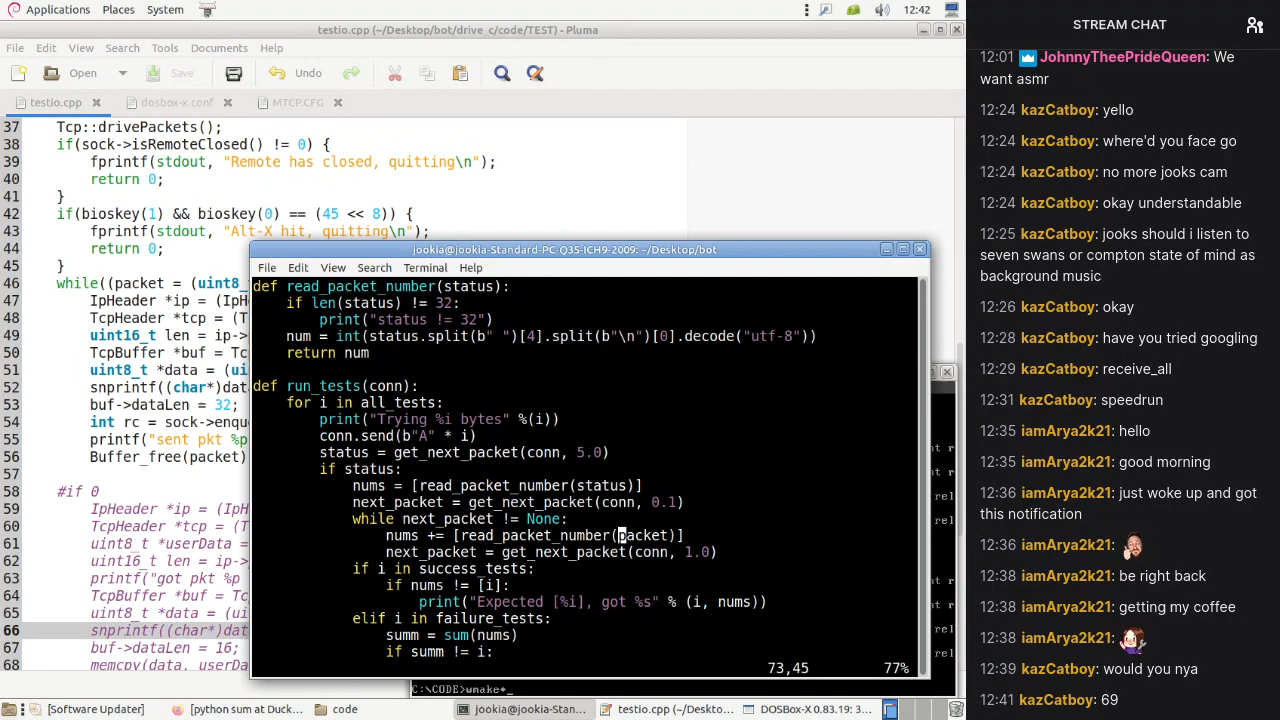 Applications Places System 12:42
testio.cpp (~/Desktop/bot/drive_c/code/TEST) - Pluma
File Edit View Search Tools Documents Help
Open Save Undo
testio.cpp dosbox-x.conf MTCP.CFG
37 Tcp::drivePackets();
38 if(sock->isRemoteClosed() != 0) {
39 fprintf(stdout, "Remote has closed, quitting\n");
40 return 0;
41 }
42 if(bioskey(1) && bioskey(0) == (45 << 8)) {
43 fprintf(stdout, "Alt-X hit, quitting\n");
44 return 0;
45 }
46 while((packet = (uint8_
47 IpHeader *ip = (IpH
48 TcpHeader *tcp = (T
49 uint16_t len = ip-
50 TcpBuffer *buf = Tc
51 uint8_t *data = (ui
52 snprintf((char*)dat
53 buf->dataLen = 32;
54 int rc = sock->enqu
55 printf("sent pkt %p
56 Buffer_free(packet)
57
58 #if 0
59 IpHeader *ip = (IpH
60 TcpHeader *tcp = (T
61 uint8_t *userData =
62 uint16_t len = ip-
63 printf("got pkt %p
64 TcpBuffer *buf = Tc
65 uint8_t *data = (ui
66 snprintf((char*)dat
67 buf->dataLen = 16;
68 memcpy(data, userDa
jookia@jookia-Standard-PC-Q35-ICH9-2009: ~/Desktop/bot
File Edit View Search Terminal Help
def read_packet_number(status):
if len(status) != 32:
print("status != 32")
num = int(status.split(b" ")[4].split(b"\n")[0].decode("utf-8"))
return num
def run_tests(conn):
for i in all_tests:
print("Trying %i bytes" %(i))
conn.send(b"A" * i)
status = get_next_packet(conn, 5.0)
if status:
nums = [read_packet_number(status)]
next_packet = get_next_packet(conn, 0.1)
while next_packet != None:
nums += [read_packet_number(packet)]
next_packet = get_next_packet(conn, 1.0)
if i in success_tests:
if nums != [i]:
print("Expected [%i], got %s" % (i, nums))
elif i in failure_tests:
summ = sum(nums)
if summ != i:
73,45 77%
C:\CODE>wmake
[Software Updater] [python sum at Duck... code jookia@jookia-Stan... testio.cpp (~/Deskto... DOSBox-X 0.83.19: 3...
STREAM CHAT
12:01 JohnnyTheePrideQueen: We
want asmr
12:24 kazCatboy: yello
12:24 kazCatboy: where'd you face go
12:24 kazCatboy: no more jooks cam
12:24 kazCatboy: okay understandable
12:25 kazCatboy: jooks should i listen to
seven swans or compton state of mind as
background music
12:26 kazCatboy: okay
12:28 kazCatboy: have you tried googling
12:29 kazCatboy: receive_all
12:31 kazCatboy: speedrun
12:35 iamArya2k21: hello
12:35 iamArya2k21: good morning
12:36 iamArya2k21: just woke up and got
this notification
12:36 iamArya2k21:
12:38 iamArya2k21: be right back
12:38 iamArya2k21: getting my coffee
12:38 iamArya2k21:
12:39 kazCatboy: would you nya
12:41 kazCatboy: 69